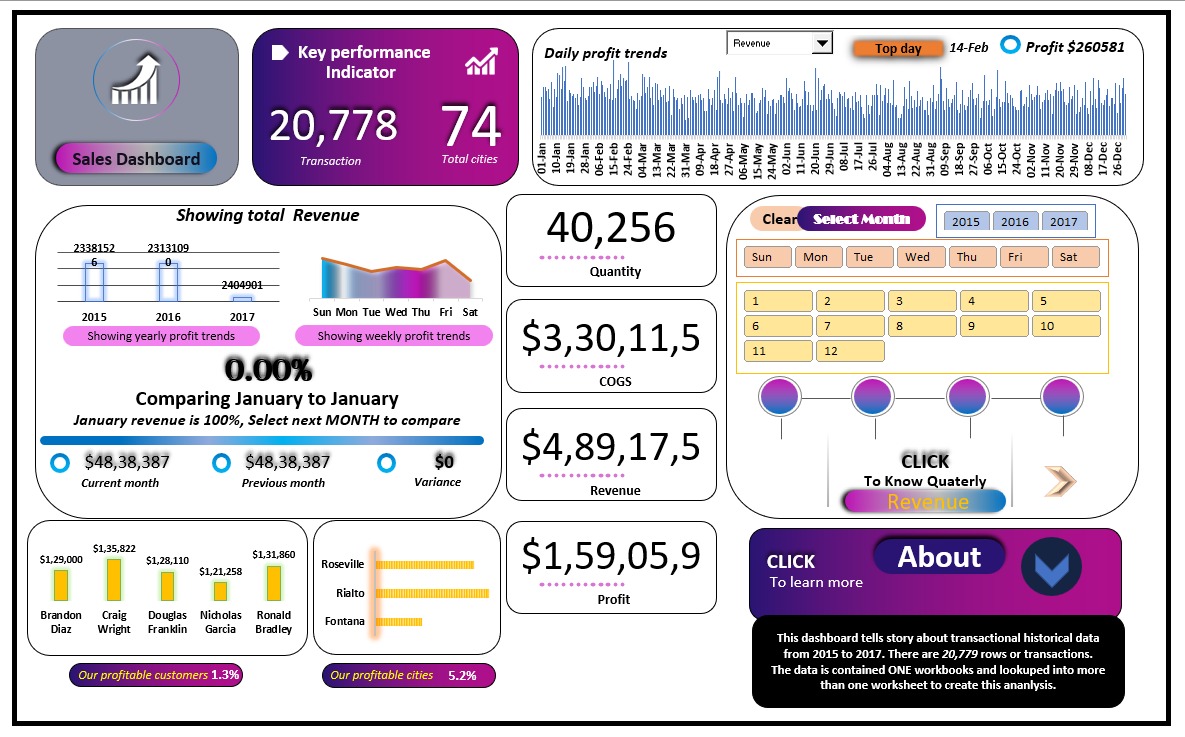 Sales Dashboard
Key performance
Indicator
20,778
Transaction
74
Total cities
Daily profit trends
Revenue
Top day
14-Feb
Profit $260581
01-Jan
10-Jan
19-Jan
28-Jan
06-Feb
15-Feb
24-Feb
04-Mar
13-Mar
22-Mar
31-Mar
09-Apr
18-Apr
27-Apr
06-May
15-May
24-May
02-Jun
11-Jun
20-Jun
29-Jun
08-Jul
17-Jul
26-Jul
04-Aug
13-Aug
22-Aug
31-Aug
09-Sep
18-Sep
27-Sep
06-Oct
15-Oct
24-Oct
02-Nov
11-Nov
20-Nov
29-Nov
08-Dec
17-Dec
26-Dec
Showing total Revenue
2338152
6
2313109
0
2404901
2015 2016 2017
Showing yearly profit trends
Sun Mon Tue Wed Thu Fri Sat
Showing weekly profit trends
0.00%
Comparing January to January
January revenue is 100%, Select next MONTH to compare
$48,38,387
Current month
$48,38,387
Previous month
$0
Variance
40,256
Quantity
$3,30,11,5
COGS
$4,89,17,5
Revenue
$1,59,05,9
Profit
Clear
Select Month
2015 2016 2017
Sun Mon Tue Wed Thu Fri Sat
1 2 3 4 5
6 7 8 9 10
11 12
CLICK
To Know Quaterly
Revenue
$1,29,000
$1,35,822
$1,28,110
$1,21,258
$1,31,860
Brandon
Diaz
Craig
Wright
Douglas
Franklin
Nicholas
Garcia
Ronald
Bradley
Our profitable customers 1.3%
Roseville
Rialto
Fontana
Our profitable cities 5.2%
CLICK
To learn more
About
This dashboard tells story about transactional historical data
from 2015 to 2017. There are 20,779 rows or transactions.
The data is contained ONE workbooks and lookuped into more
than one worksheet to create this ananlysis.